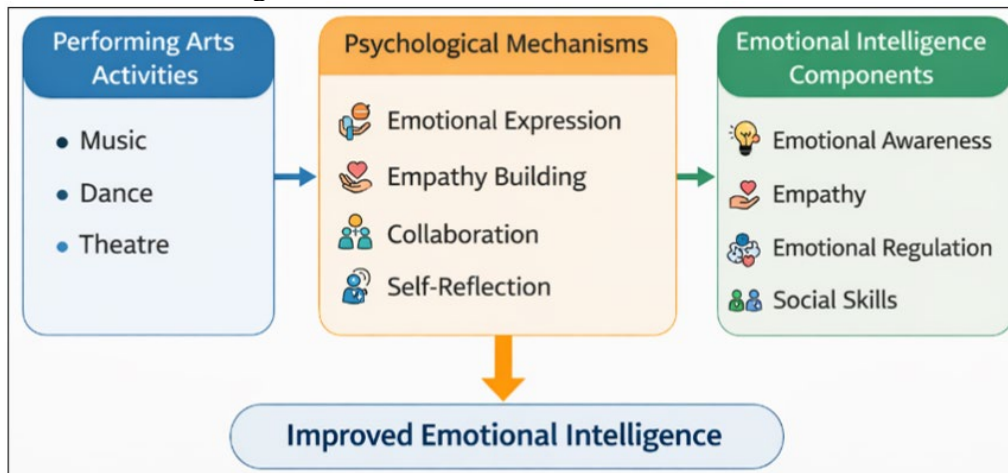 Performing Arts
Activities
• Music
• Dance
• Theatre
Psychological Mechanisms
Emotional Expression
Empathy Building
Collaboration
Self-Reflection
Emotional Intelligence
Components
Emotional Awareness
Empathy
Emotional Regulation
Social Skills
Improved Emotional Intelligence